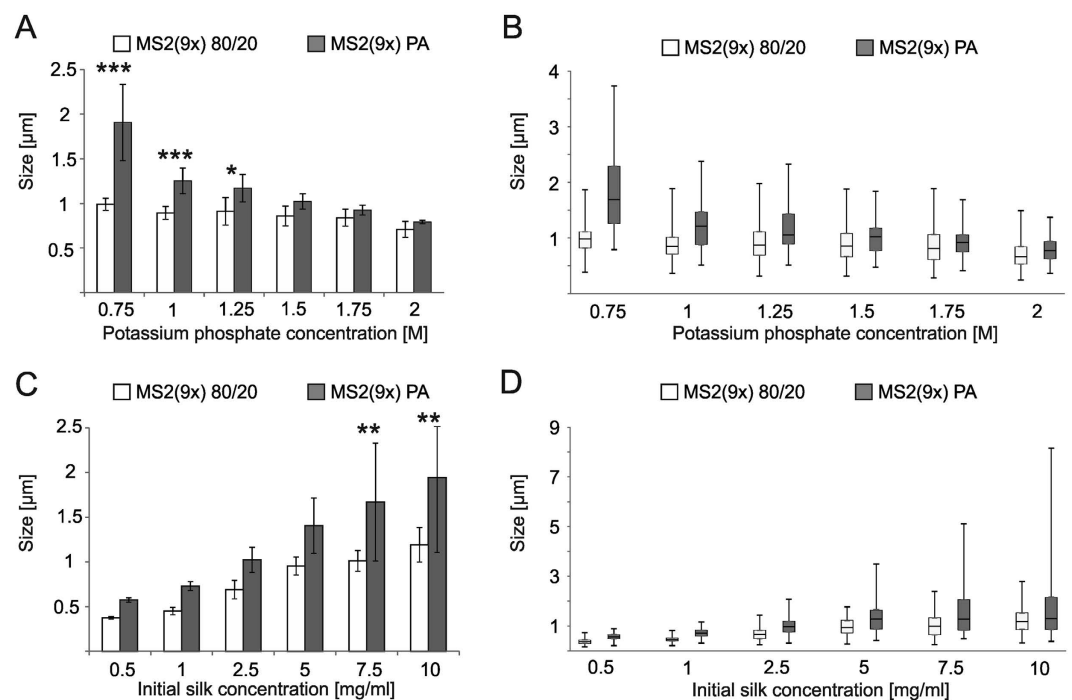 A
MS2(9x) 80/20 MS2(9x) PA
***
***
*
Size [µm]
2.5
2
1.5
1
0.5
0.75 1 1.25 1.5 1.75 2
Potassium phosphate concentration [M]
B
MS2(9x) 80/20 MS2(9x) PA
Size [µm]
4
3
2
1
0.75 1 1.25 1.5 1.75 2
Potassium phosphate concentration [M]
C
MS2(9x) 80/20 MS2(9x) PA
**
**
Size [µm]
2.5
2
1.5
1
0.5
0.5 1 2.5 5 7.5 10
Initial silk concentration [mg/ml]
D
MS2(9x) 80/20 MS2(9x) PA
Size [µm]
9
7
5
3
1
0.5 1 2.5 5 7.5 10
Initial silk concentration [mg/ml]